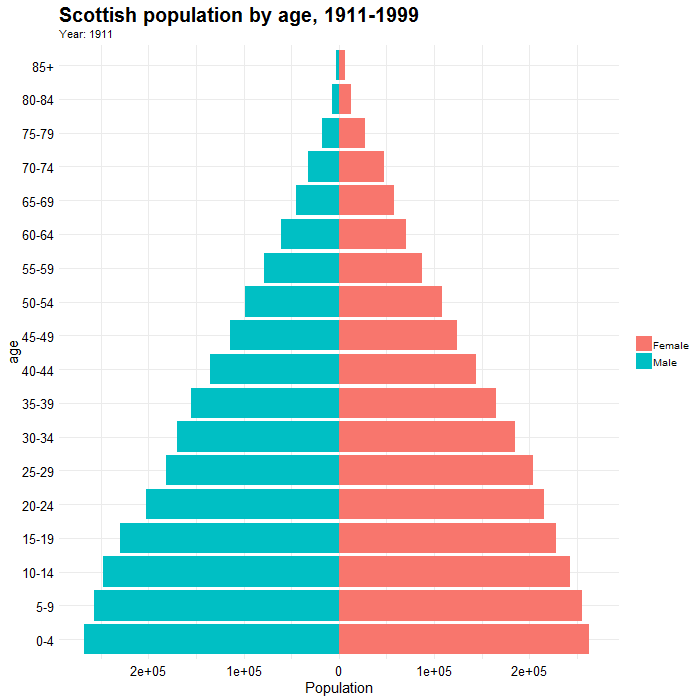 Scottish population by age, 1911-1999
Year: 1911
85+
80-84
75-79
70-74
65-69
60-64
55-59
50-54
45-49
40-44
35-39
30-34
25-29
20-24
15-19
10-14
5-9
0-4
age
Female
Male
2e+05 1e+05 0 1e+05 2e+05
Population